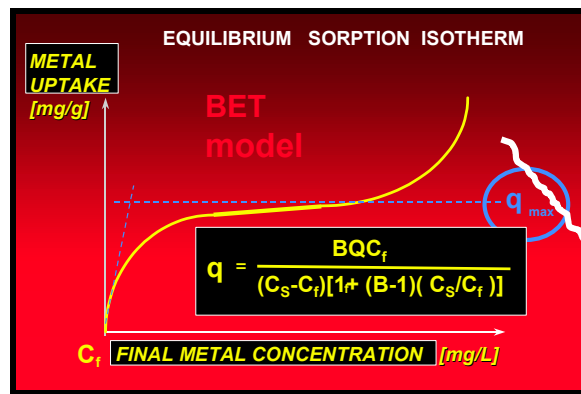 EQUILIBRIUM SORPTION ISOTHERM
METAL
UPTAKE
[mg/g]
BET
model
q max
q = BQCf
(CS-Cf)[1+ (B-1)( CS/Cf )]
Cf FINAL METAL CONCENTRATION [mg/L]